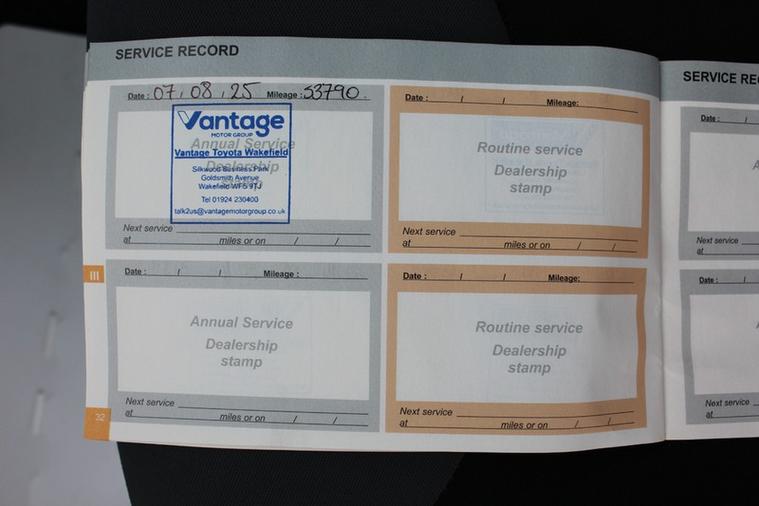 SERVICE RECORD
Date : 07 / 08 / 25 Mileage : 53790
Vantage
MOTOR GROUP
Annual Service
Vantage Toyota Wakefield
Dealership
Silkwood Business Park
Goldsmith Avenue
stamp
Wakefield WF5 9TJ
Tel 01924 230400
talk2us@vantagemotorgroup.co.uk
Next service
at miles or on / /
Date : / / Mileage:
Routine service
Dealership
stamp
Next service
at miles or on / /
III
Date : / / Mileage :
Annual Service
Dealership
stamp
Next service
at miles or on / /
Date : / / Mileage:
Routine service
Dealership
stamp
Next service
at miles or on / /
32
SERVICE RE
Date : /
A
Next service
at
Date : /
A
Next service
at